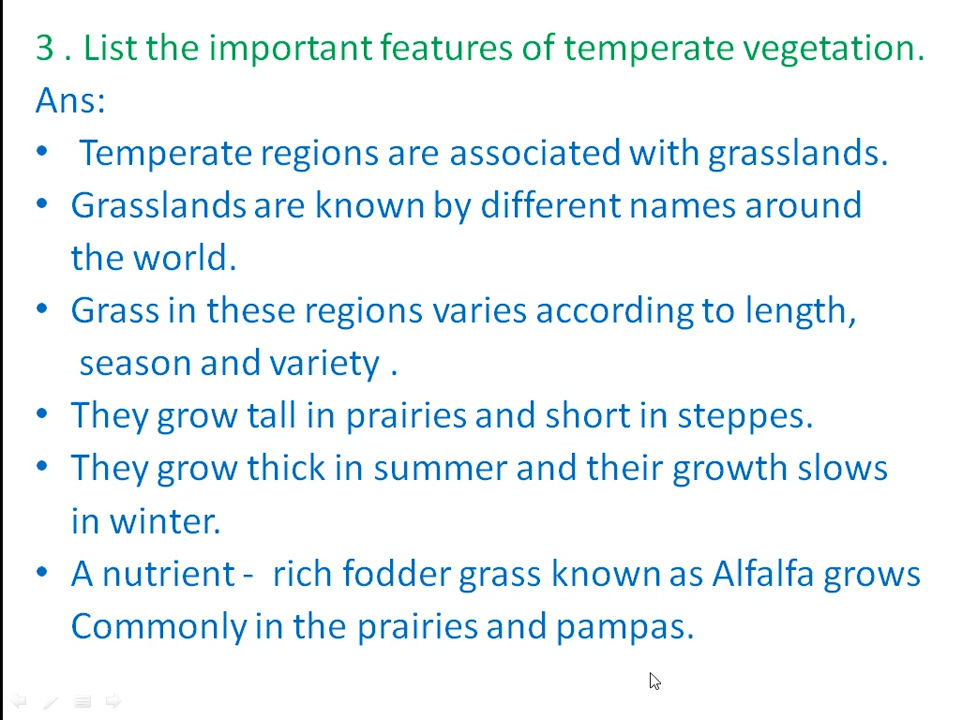 3 . List the important features of temperate vegetation.
Ans:
• Temperate regions are associated with grasslands.
• Grasslands are known by different names around
the world.
• Grass in these regions varies according to length,
season and variety .
• They grow tall in prairies and short in steppes.
• They grow thick in summer and their growth slows
in winter.
• A nutrient - rich fodder grass known as Alfalfa grows
Commonly in the prairies and pampas.